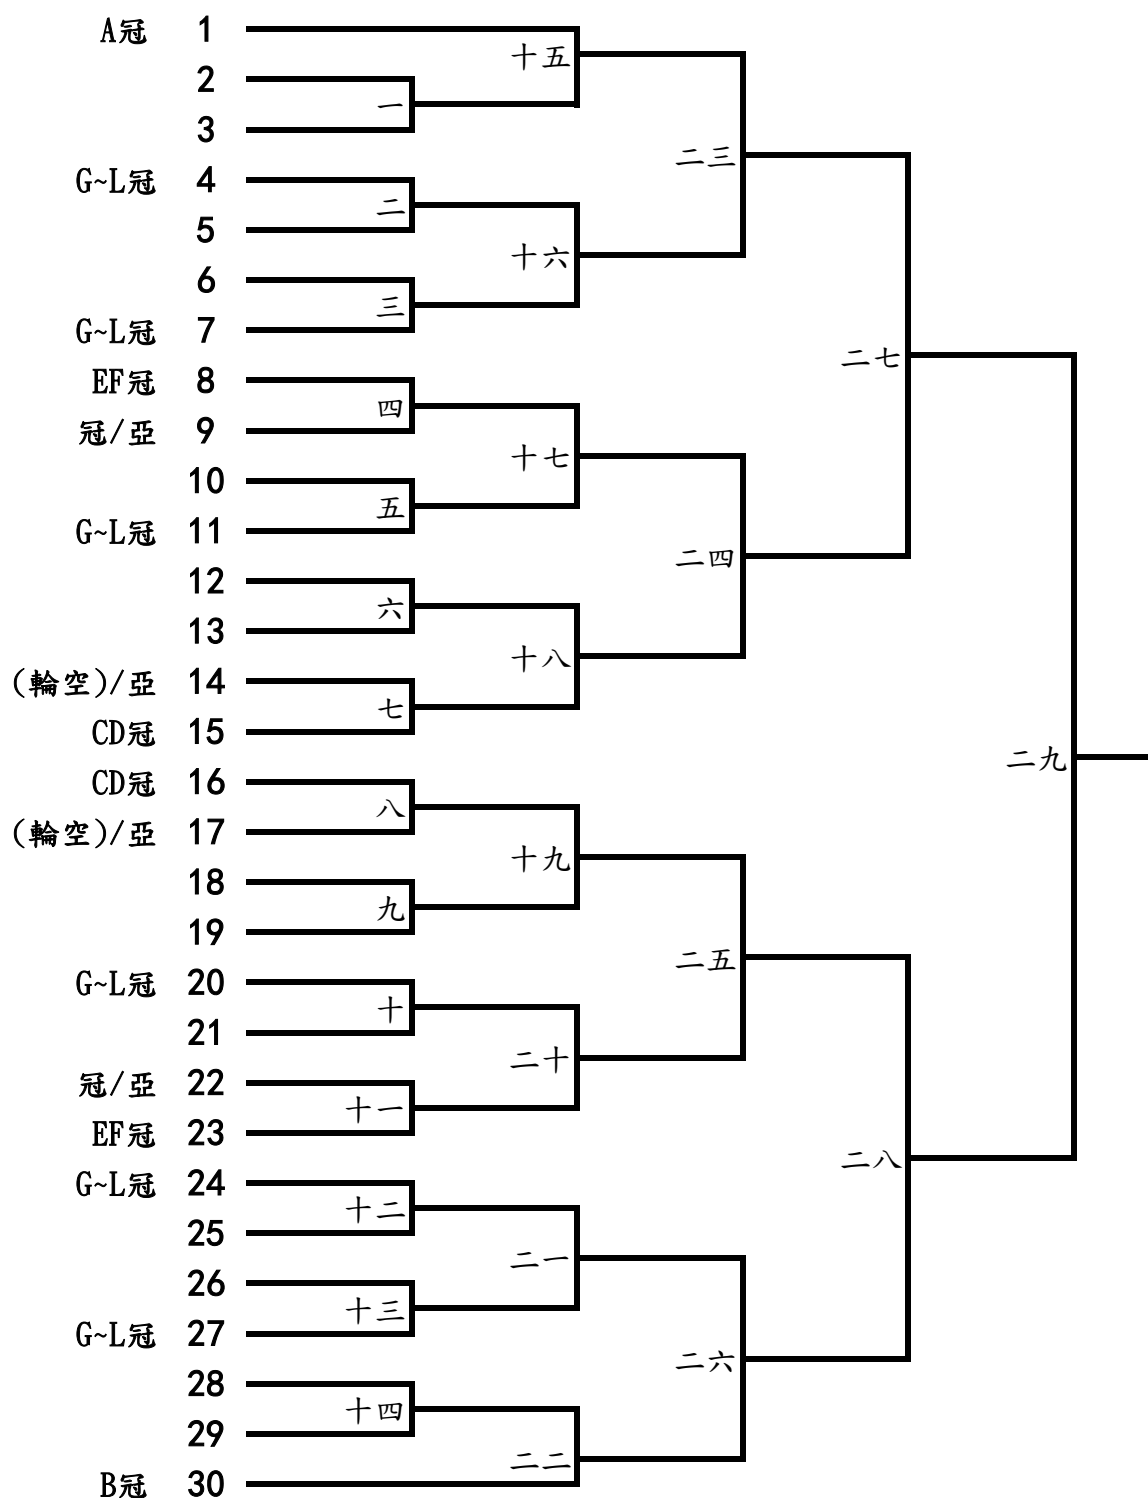 A冠 1
十五
2
一
3
二三
G~L冠 4
二
5
十六
6
三
G~L冠 7
二七
EF冠 8
四
冠/亞 9
十七
10
五
G~L冠 11
二四
12
六
13
十八
(輪空)/亞 14
七
CD冠 15
二九
CD冠 16
八
(輪空)/亞 17
十九
18
九
19
二五
G~L冠 20
十
21
二十
冠/亞 22
十一
EF冠 23
二八
G~L冠 24
十二
25
二一
26
十三
G~L冠 27
二六
28
十四
29
二二
B冠 30